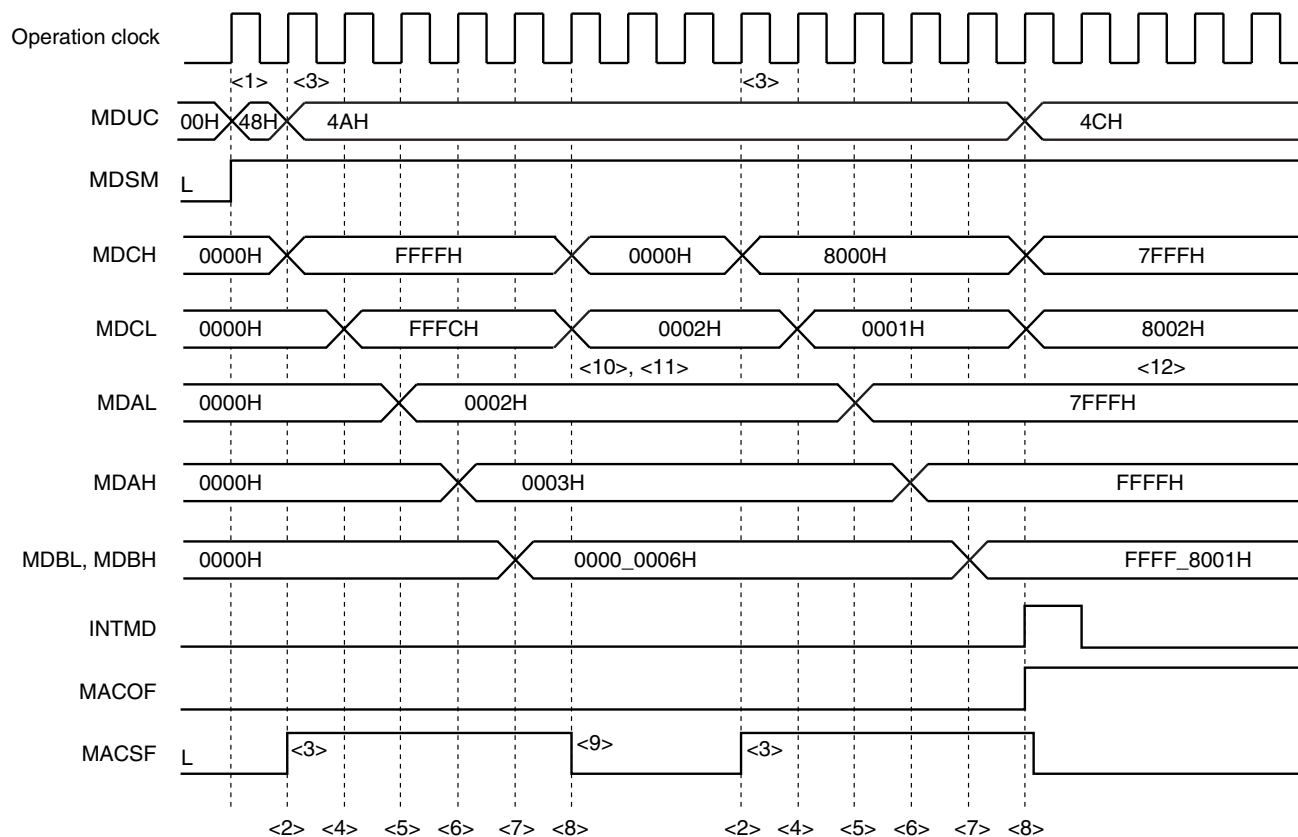 Operation clock
<1> <3> <3>
MDUC 00H 48H 4AH 4CH
MDSM L
MDCH 0000H FFFFH 0000H 8000H 7FFFH
MDCL 0000H FFFCH 0002H 0001H 8002H
<10>, <11> <12>
MDAL 0000H 0002H 7FFFH
MDAH 0000H 0003H FFFFH
MDBL, MDBH 0000H 0000_0006H FFFF_8001H
INTMD
MACOF
MACSF L <3> <9> <3>
<2> <4> <5> <6> <7> <8> <2> <4> <5> <6> <7> <8>